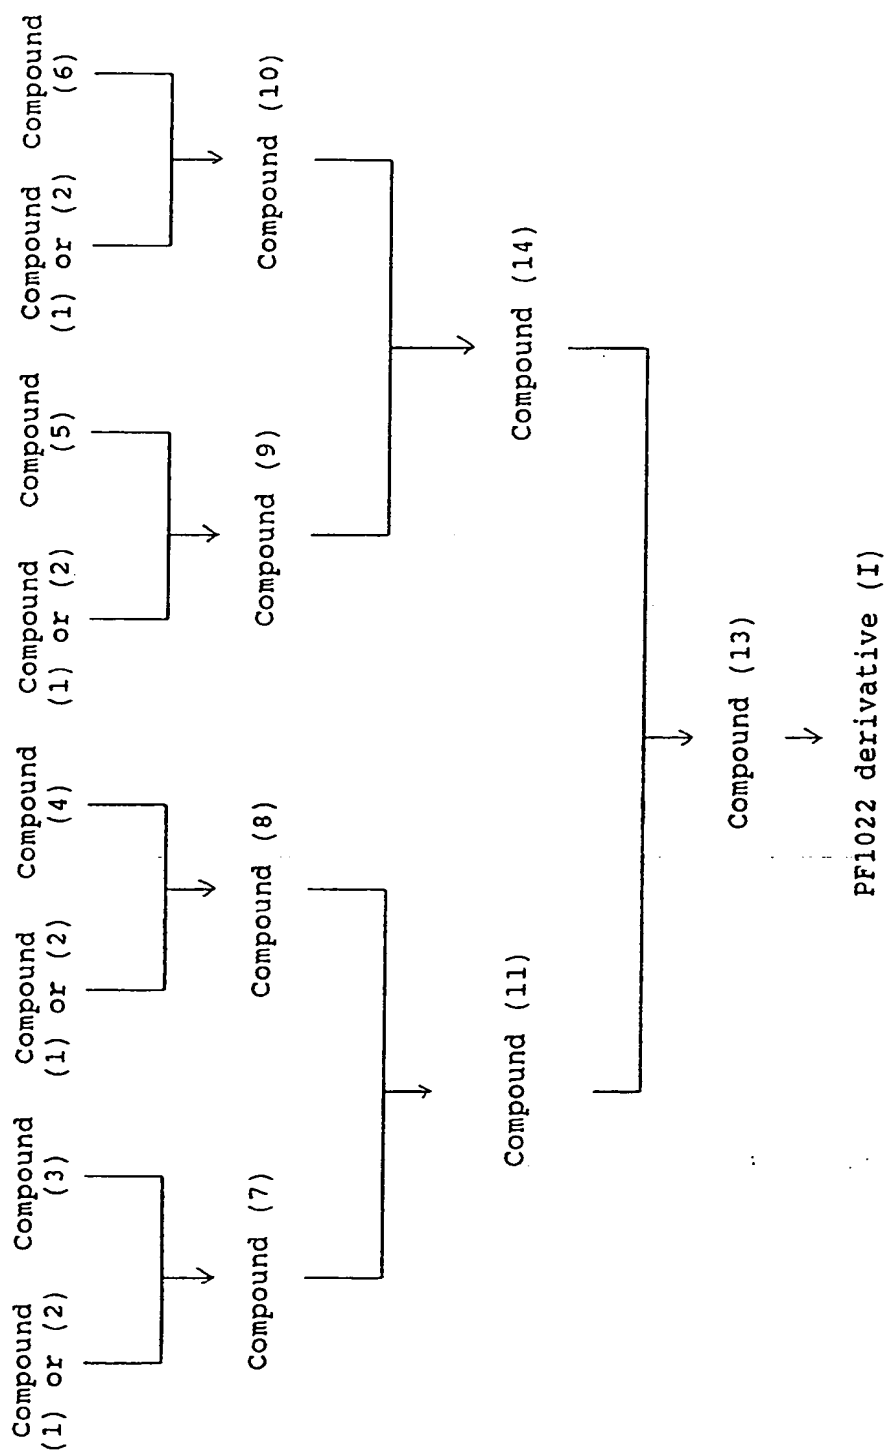 Compound
(1) or (2)
Compound
(3)
Compound
(1) or (2)
Compound
(4)
Compound
(1) or (2)
Compound
(5)
Compound
(1) or (2)
Compound
(6)
Compound (7)
Compound (8)
Compound (9)
Compound (10)
Compound (11)
Compound (14)
Compound (13)
PF1022 derivative (I)